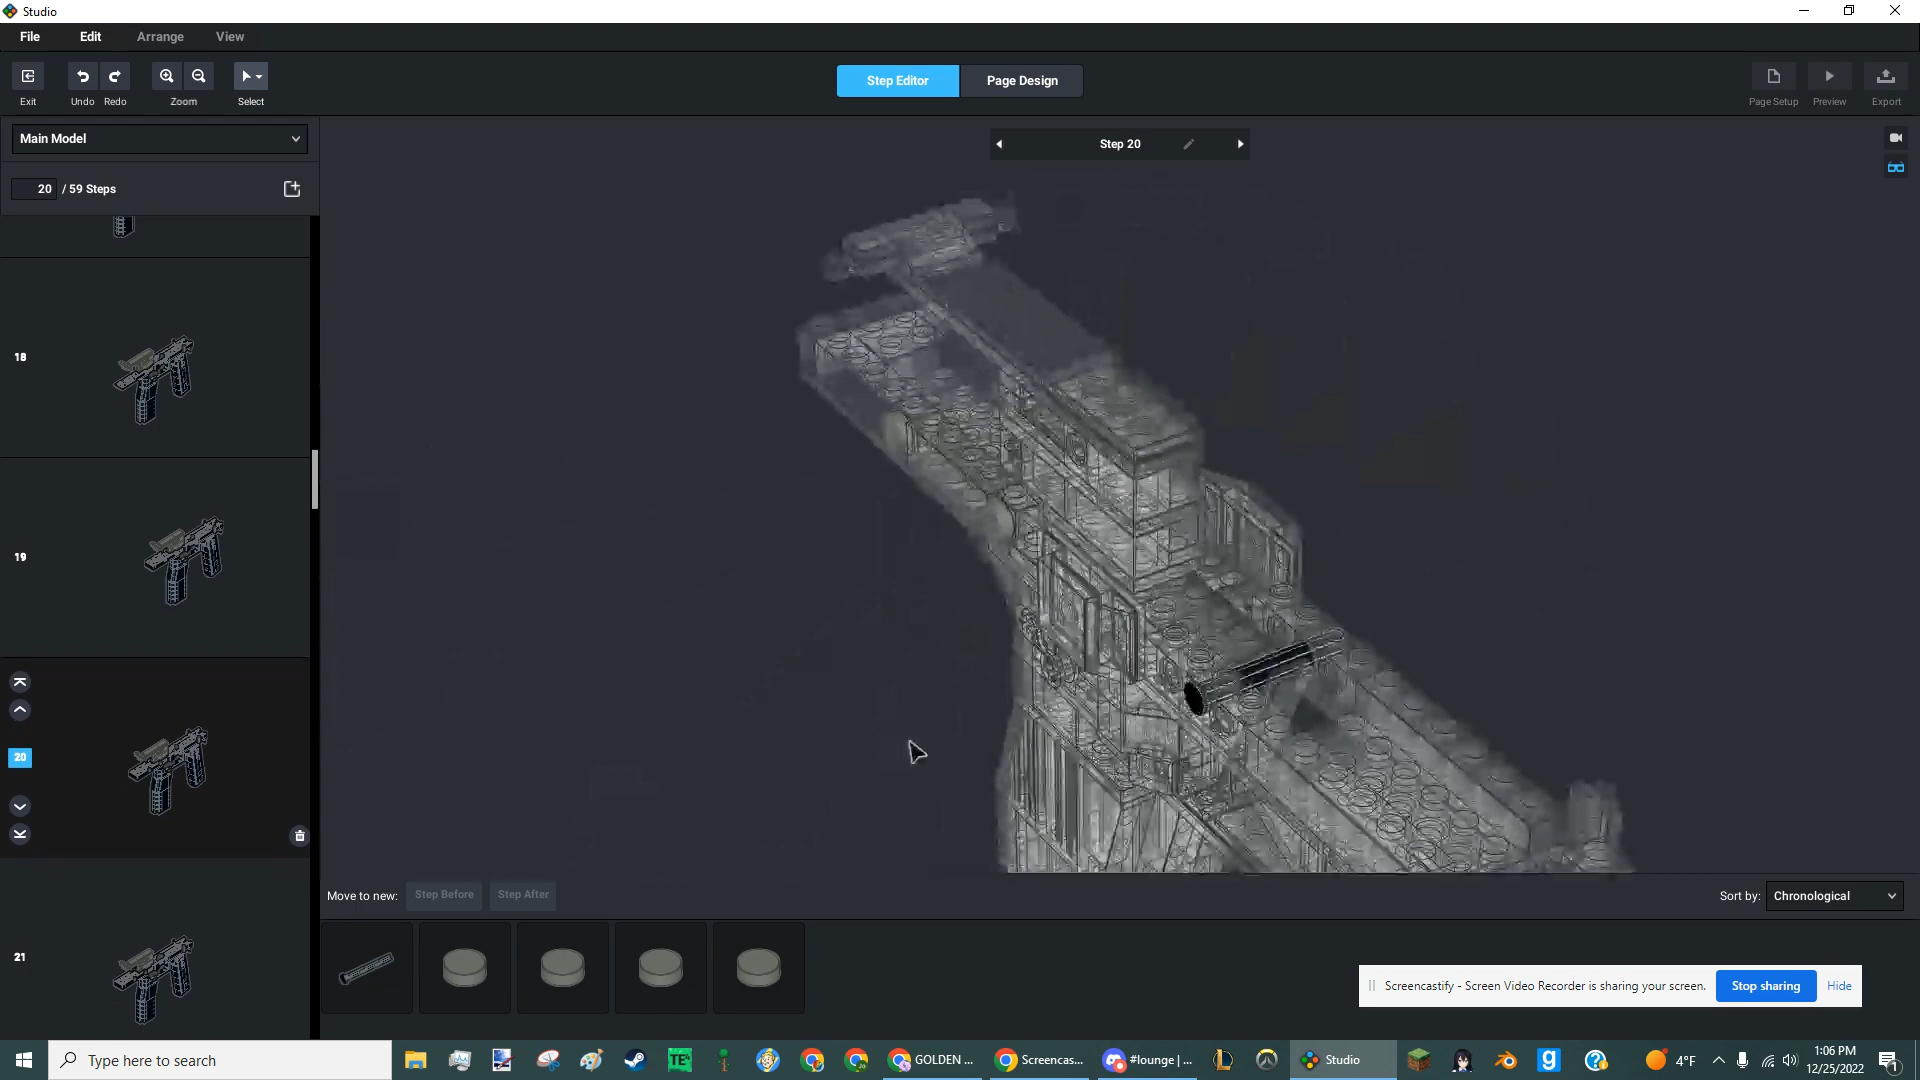 Studio
File Edit Arrange View
Exit Undo Redo Zoom Select
Step Editor Page Design
Page Setup Preview Export
Main Model
Step 20
20 / 59 Steps
18
19
20
21
Move to new: Step Before Step After
Sort by: Chronological
Screencastify - Screen Video Recorder is sharing your screen. Stop sharing Hide
Type here to search
TE
GOLDEN ...
Screencas...
#lounge | ...
Studio
g
4°F
1:06 PM
12/25/2022
1